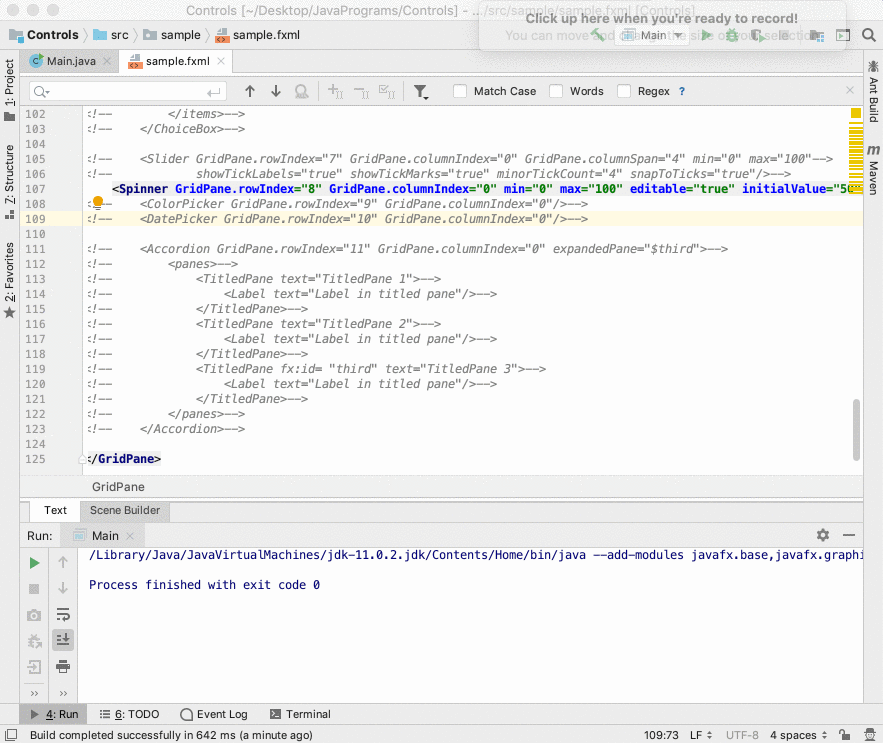 Controls [~/Desktop/JavaPrograms/Controls] - .../src/sample/sample.fxml [Controls]
Click up here when you're ready to record!
You can move and change the size of your selection
Controls src sample sample.fxml Main
Main.java sample.fxml
Match Case Words Regex ?
102 <!-- </items>-->
103 <!-- </ChoiceBox>-->
104
105 <!-- <Slider GridPane.rowIndex="7" GridPane.columnIndex="0" GridPane.columnSpan="4" min="0" max="100"-->
106 <!-- showTickLabels="true" showTickMarks="true" minorTickCount="4" snapToTicks="true"/>-->
107 <Spinner GridPane.rowIndex="8" GridPane.columnIndex="0" min="0" max="100" editable="true" initialValue="50"
108 <!-- <ColorPicker GridPane.rowIndex="9" GridPane.columnIndex="0"/>-->
109 <!-- <DatePicker GridPane.rowIndex="10" GridPane.columnIndex="0"/>-->
110
111 <!-- <Accordion GridPane.rowIndex="11" GridPane.columnIndex="0" expandedPane="$third">-->
112 <!-- <panes>-->
113 <!-- <TitledPane text="TitledPane 1">-->
114 <!-- <Label text="Label in titled pane"/>-->
115 <!-- </TitledPane>-->
116 <!-- <TitledPane text="TitledPane 2">-->
117 <!-- <Label text="Label in titled pane"/>-->
118 <!-- </TitledPane>-->
119 <!-- <TitledPane fx:id= "third" text="TitledPane 3">-->
120 <!-- <Label text="Label in titled pane"/>-->
121 <!-- </TitledPane>-->
122 <!-- </panes>-->
123 <!-- </Accordion>-->
124
125 </GridPane>
GridPane
Text Scene Builder
Run: Main
/Library/Java/JavaVirtualMachines/jdk-11.0.2.jdk/Contents/Home/bin/java --add-modules javafx.base,javafx.graphi
Process finished with exit code 0
1: Project
7: Structure
2: Favorites
Ant Build
m Maven
4: Run 6: TODO Event Log Terminal
Build completed successfully in 642 ms (a minute ago) 109:73 LF UTF-8 4 spaces